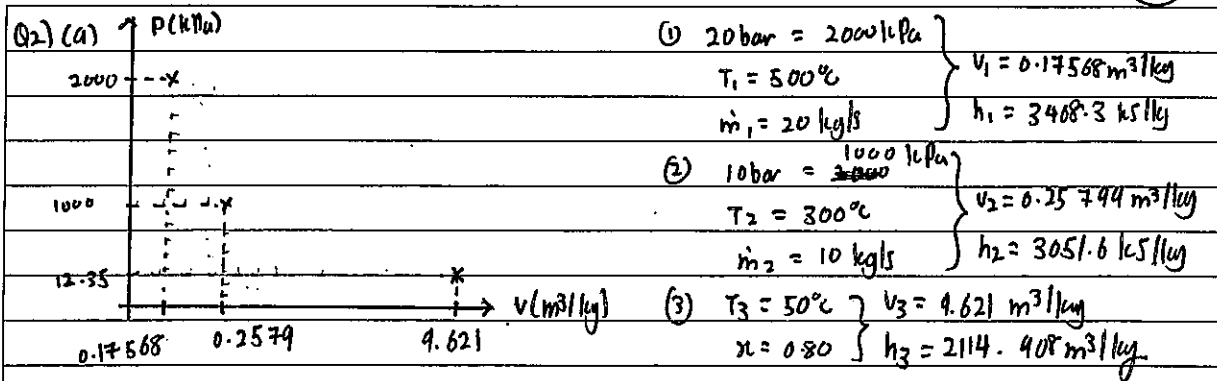 Q2) (a) P(kPa)
2000
1000
12.35
0.17568 0.2579 9.621
v(m³/kg)
① 20bar = 2000kPa
T₁ = 500°C
ṁ₁ = 20 kg/s
v₁ = 0.17568 m³/kg
h₁ = 3468.3 kJ/kg
② 10bar = 1000 kPa
T₂ = 300°C
ṁ₂ = 10 kg/s
v₂ = 0.25799 m³/kg
h₂ = 3051.6 kJ/kg
③ T₃ = 50°C
x = 0.80
v₃ = 9.621 m³/kg
h₃ = 2114.908 m³/kg